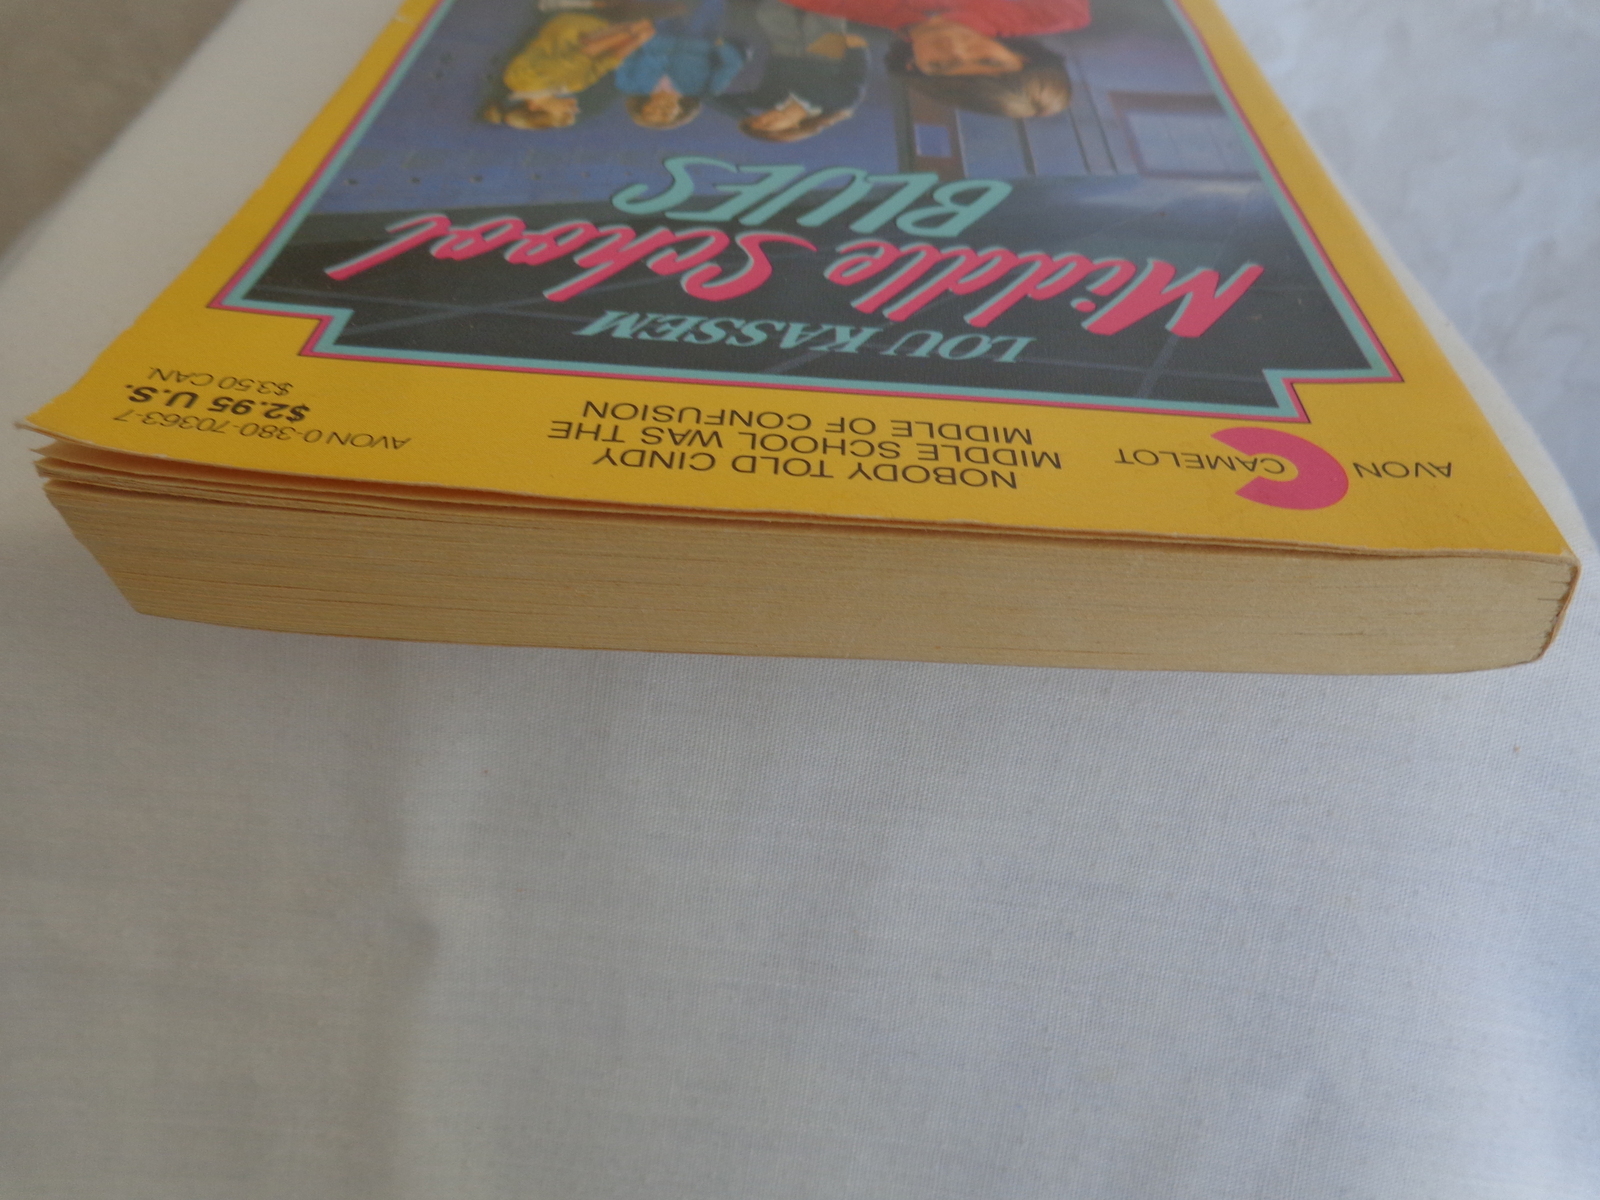 AVON CAMELOT
NOBODY TOLD CINDY
MIDDLE SCHOOL WAS THE
MIDDLE OF CONFUSION
AVON 0-380-70363-7
$2.95 U.S.
$3.50 CAN.
LOU KASSEM
Middle School
BLUES